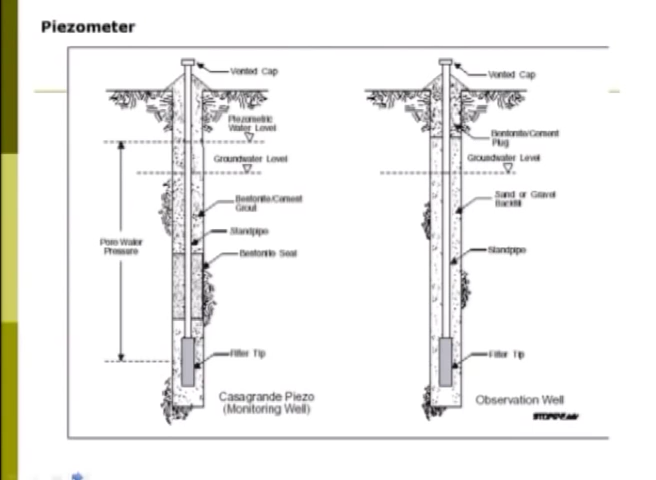 Piezometer
Vented Cap
Piezometric
Water Level
Groundwater Level
Bentonite/Cement
Grout
Standpipe
Bentonite Seal
Pore Water
Pressure
Filter Tip
Casagrande Piezo
(Monitoring Well)
Vented Cap
Bentonite/Cement
Plug
Groundwater Level
Sand or Gravel
Backfill
Standpipe
Filter Tip
Observation Well